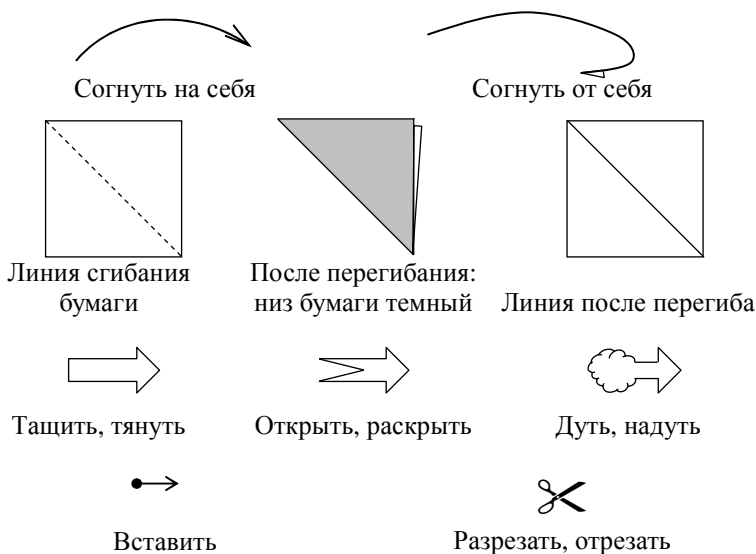 Согнуть на себя
Согнуть от себя
Линия сгибания
бумаги
После перегибания:
низ бумаги темный
Линия после перегиба
Тащить, тянуть
Открыть, раскрыть
Дуть, надуть
Вставить
Разрезать, отрезать